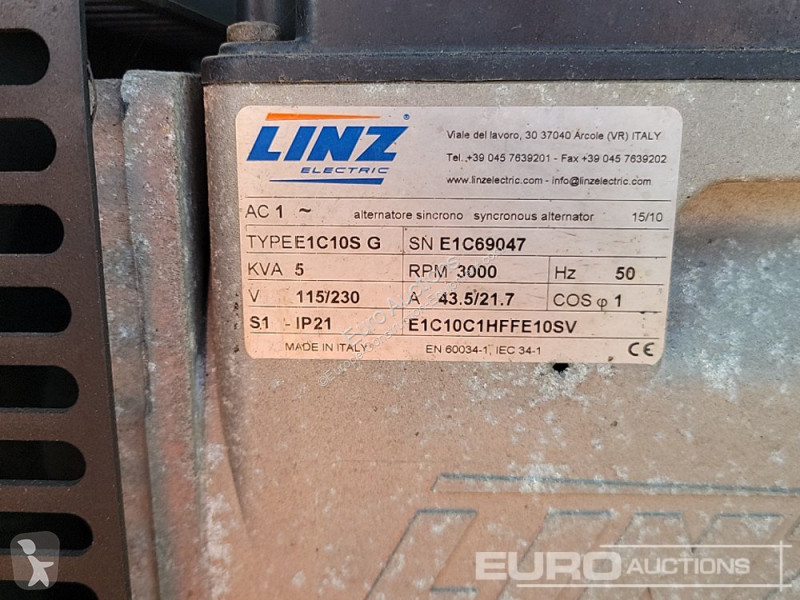 LINZ®
ELECTRIC
Viale del lavoro, 30 37040 Arcole (VR) ITALY
Tel. +39 045 7639201 - Fax +39 045 7639202
www.linzelectric.com - info@linzelectric.com
AC 1 ~ alternatore sincrono syncronous alternator 15/10
TYPE E1C10S G SN E1C69047
KVA 5 RPM 3000 Hz 50
V 115/230 A 43.5/21.7 COS φ 1
S1 - IP21 E1C10C1HFFE10SV
MADE IN ITALY EN 60034-1, IEC 34-1 CE
EURO AUCTIONS